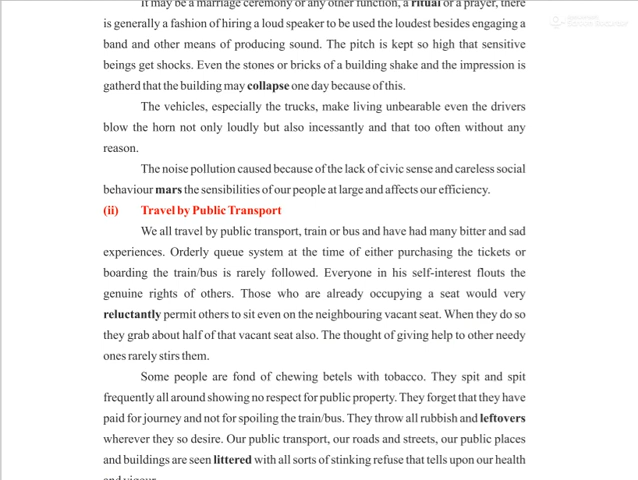 It may be a marriage ceremony or any other function, a ritual or a prayer, there
is generally a fashion of hiring a loud speaker to be used the loudest besides engaging a
band and other means of producing sound. The pitch is kept so high that sensitive
beings get shocks. Even the stones or bricks of a building shake and the impression is
gatherd that the building may collapse one day because of this.
The vehicles, especially the trucks, make living unbearable even the drivers
blow the horn not only loudly but also incessantly and that too often without any
reason.
The noise pollution caused because of the lack of civic sense and careless social
behaviour mars the sensibilities of our people at large and affects our efficiency.
(ii) Travel by Public Transport
We all travel by public transport, train or bus and have had many bitter and sad
experiences. Orderly queue system at the time of either purchasing the tickets or
boarding the train/bus is rarely followed. Everyone in his self-interest flouts the
genuine rights of others. Those who are already occupying a seat would very
reluctantly permit others to sit even on the neighbouring vacant seat. When they do so
they grab about half of that vacant seat also. The thought of giving help to other needy
ones rarely stirs them.
Some people are fond of chewing betels with tobacco. They spit and spit
frequently all around showing no respect for public property. They forget that they have
paid for journey and not for spoiling the train/bus. They throw all rubbish and leftovers
wherever they so desire. Our public transport, our roads and streets, our public places
and buildings are seen littered with all sorts of stinking refuse that tells upon our health
and vigour.